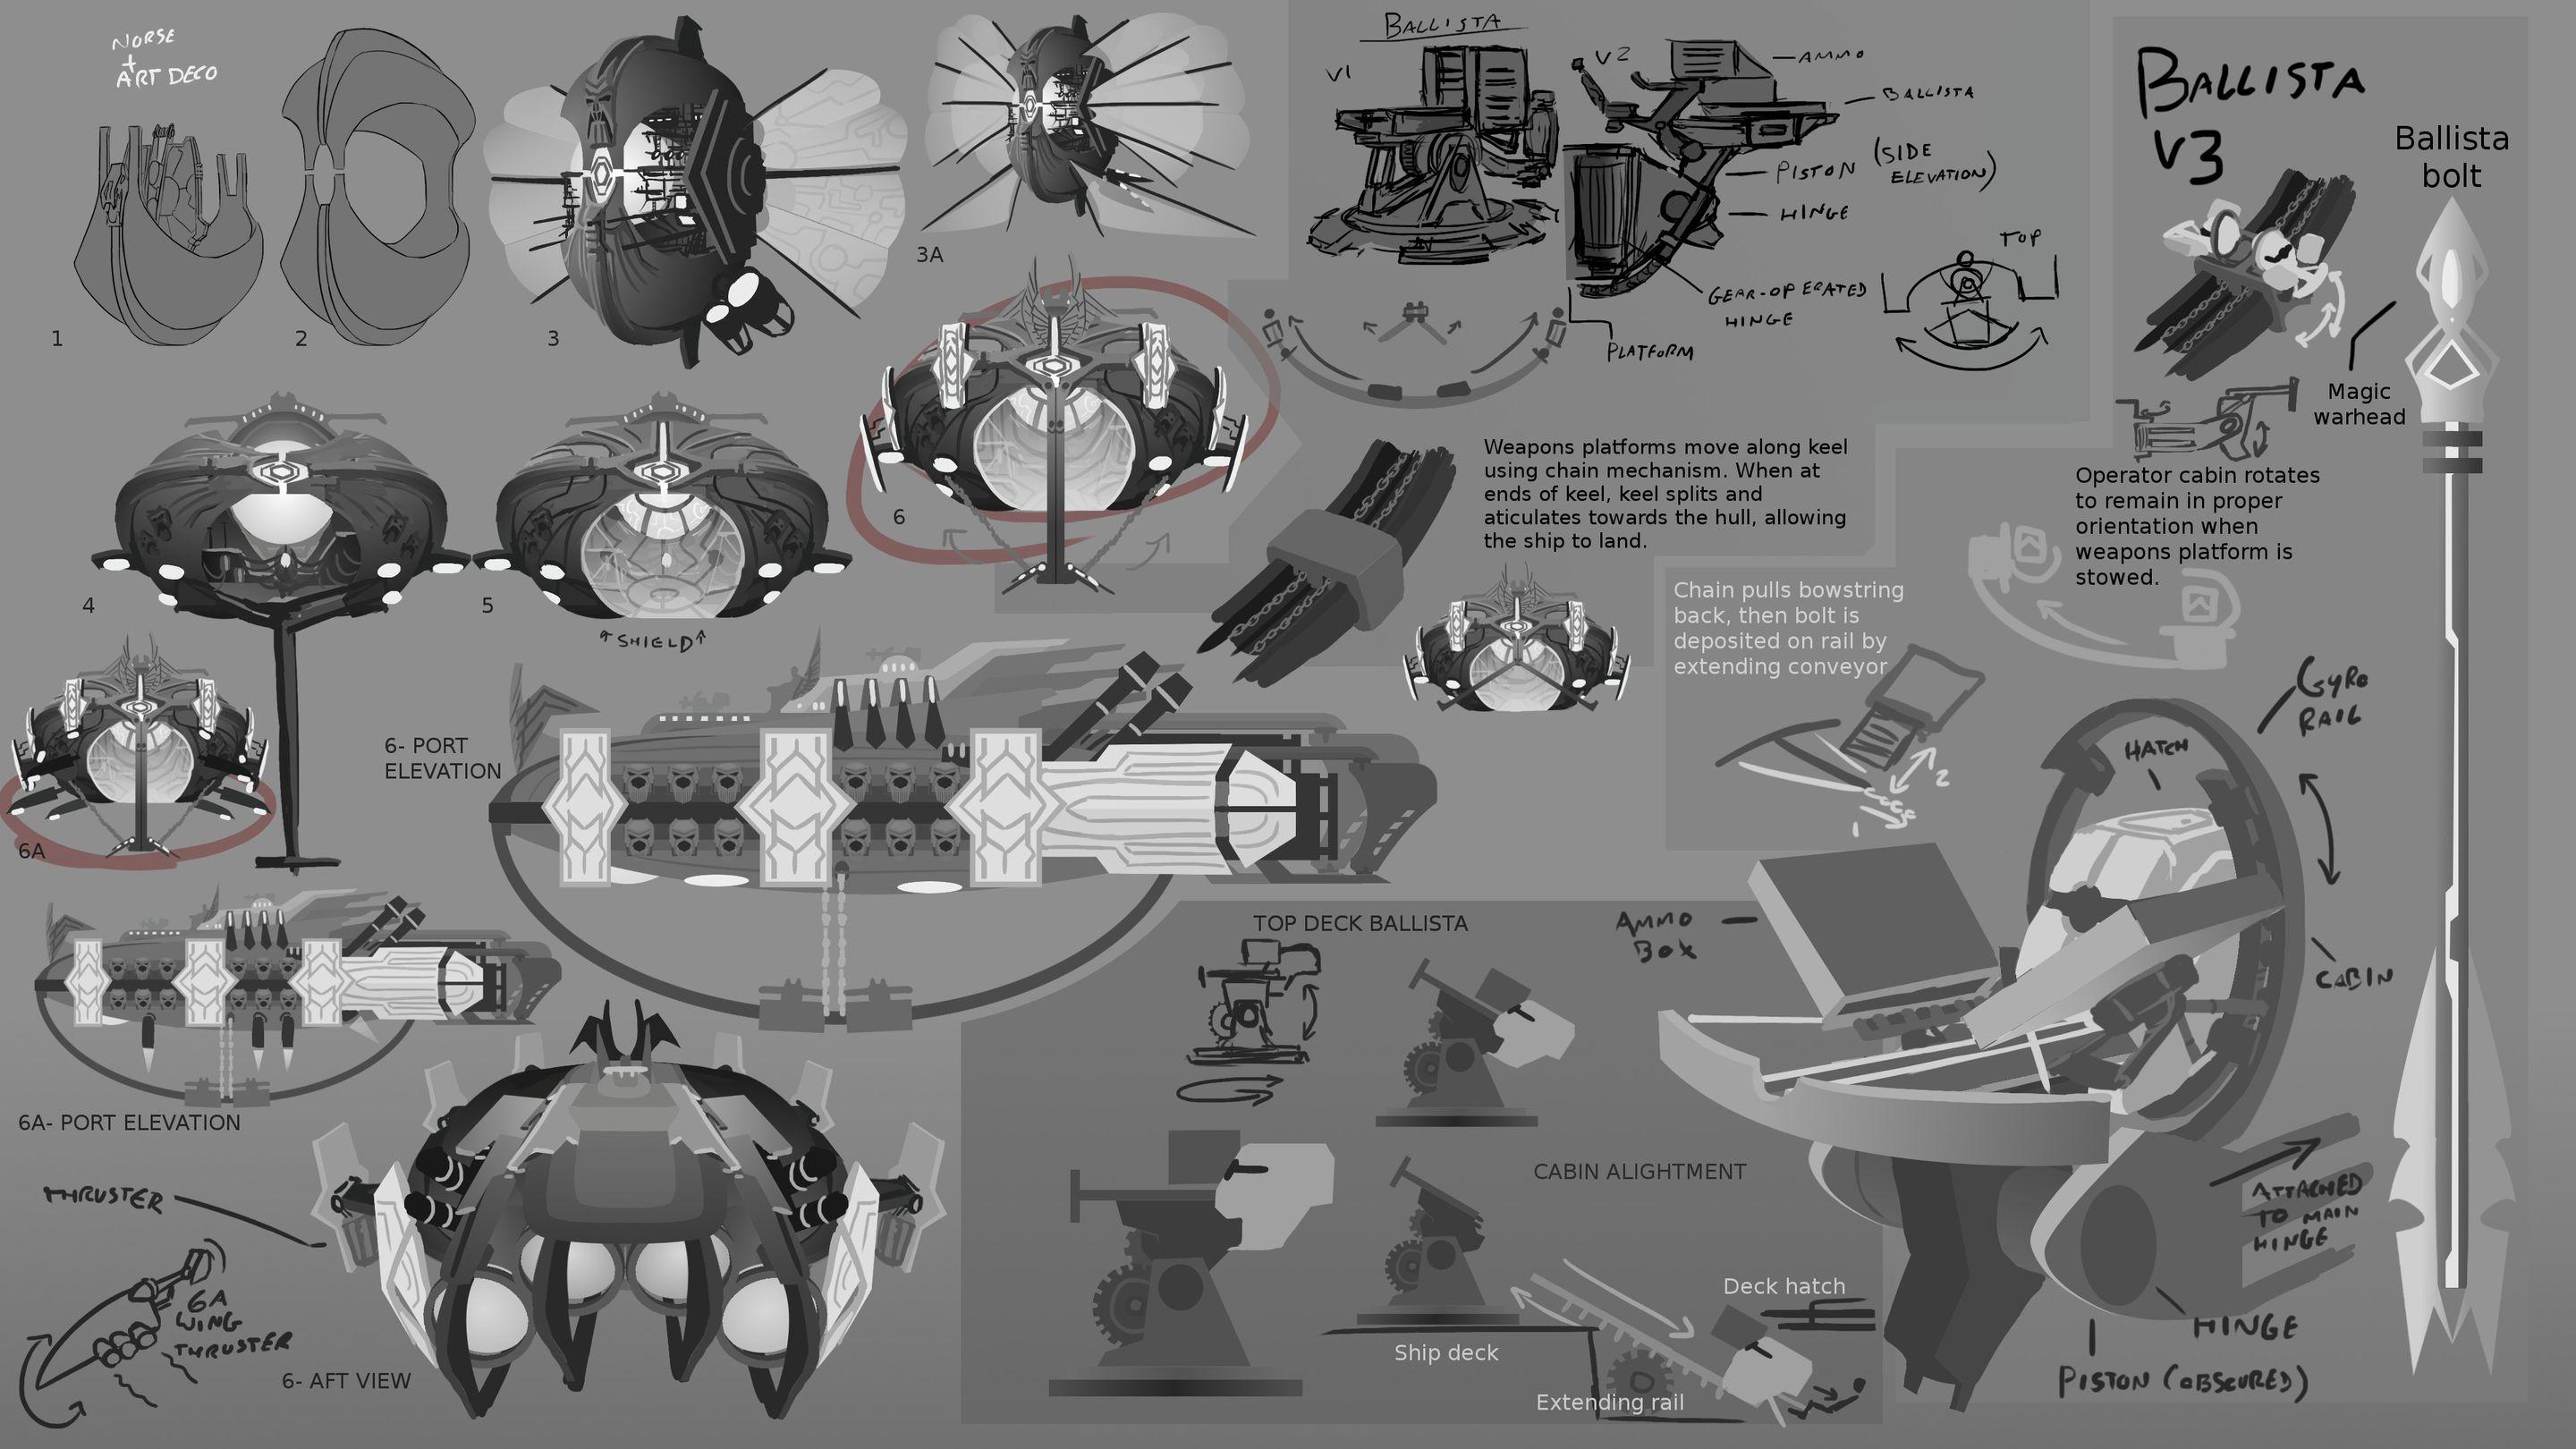 NORSE
+
ART DECO
1
2
3
3A
BALLISTA
V1
V2
AMMO
BALLISTA
PISTON
(SIDE
ELEVATION)
HINGE
GEAR-OPERATED
HINGE
PLATFORM
TOP
BALLISTA
V3
Ballista
bolt
Magic
warhead
4
5
6
↑SHIELD↑
Weapons platforms move along keel
using chain mechanism. When at
ends of keel, keel splits and
aticulates towards the hull, allowing
the ship to land.
Operator cabin rotates
to remain in proper
orientation when
weapons platform is
stowed.
Chain pulls bowstring
back, then bolt is
deposited on rail by
extending conveyor
1
2
6A
6- PORT
ELEVATION
6A- PORT ELEVATION
THRUSTER
6A
WING
THRUSTER
6- AFT VIEW
TOP DECK BALLISTA
CABIN ALIGHTMENT
Ship deck
Deck hatch
Extending rail
GYRO
RAIL
HATCH
AMMO
BOX
CABIN
ATTACHED
TO MAIN
HINGE
HINGE
PISTON (OBSCURED)